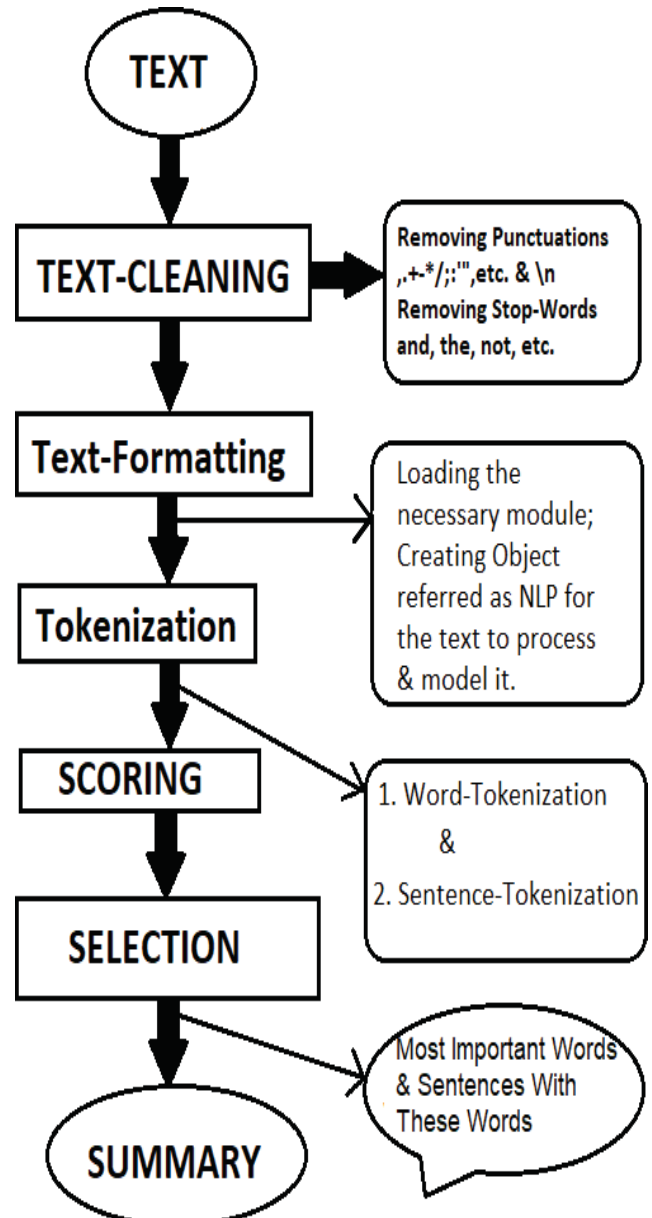 TEXT
TEXT-CLEANING
Removing Punctuations
,.+-*/;:'",etc. & \n
Removing Stop-Words
and, the, not, etc.
Text-Formatting
Loading the
necessary module;
Creating Object
referred as NLP for
the text to process
& model it.
Tokenization
SCORING
1. Word-Tokenization
&
2. Sentence-Tokenization
SELECTION
Most Important Words
& Sentences With
These Words
SUMMARY